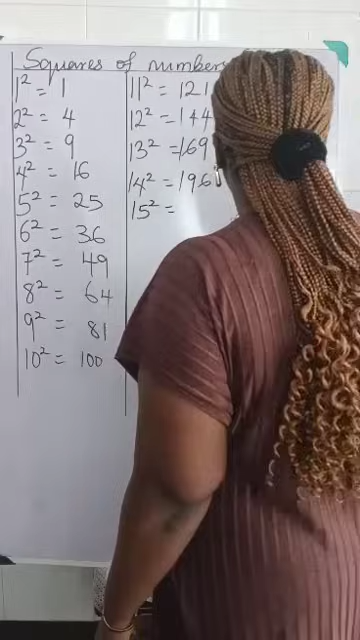 Squares of numbers
1² = 1
2² = 4
3² = 9
4² = 16
5² = 25
6² = 36
7² = 49
8² = 64
9² = 81
10² = 100
11² = 121
12² = 144
13² = 169
14² = 196
15² =